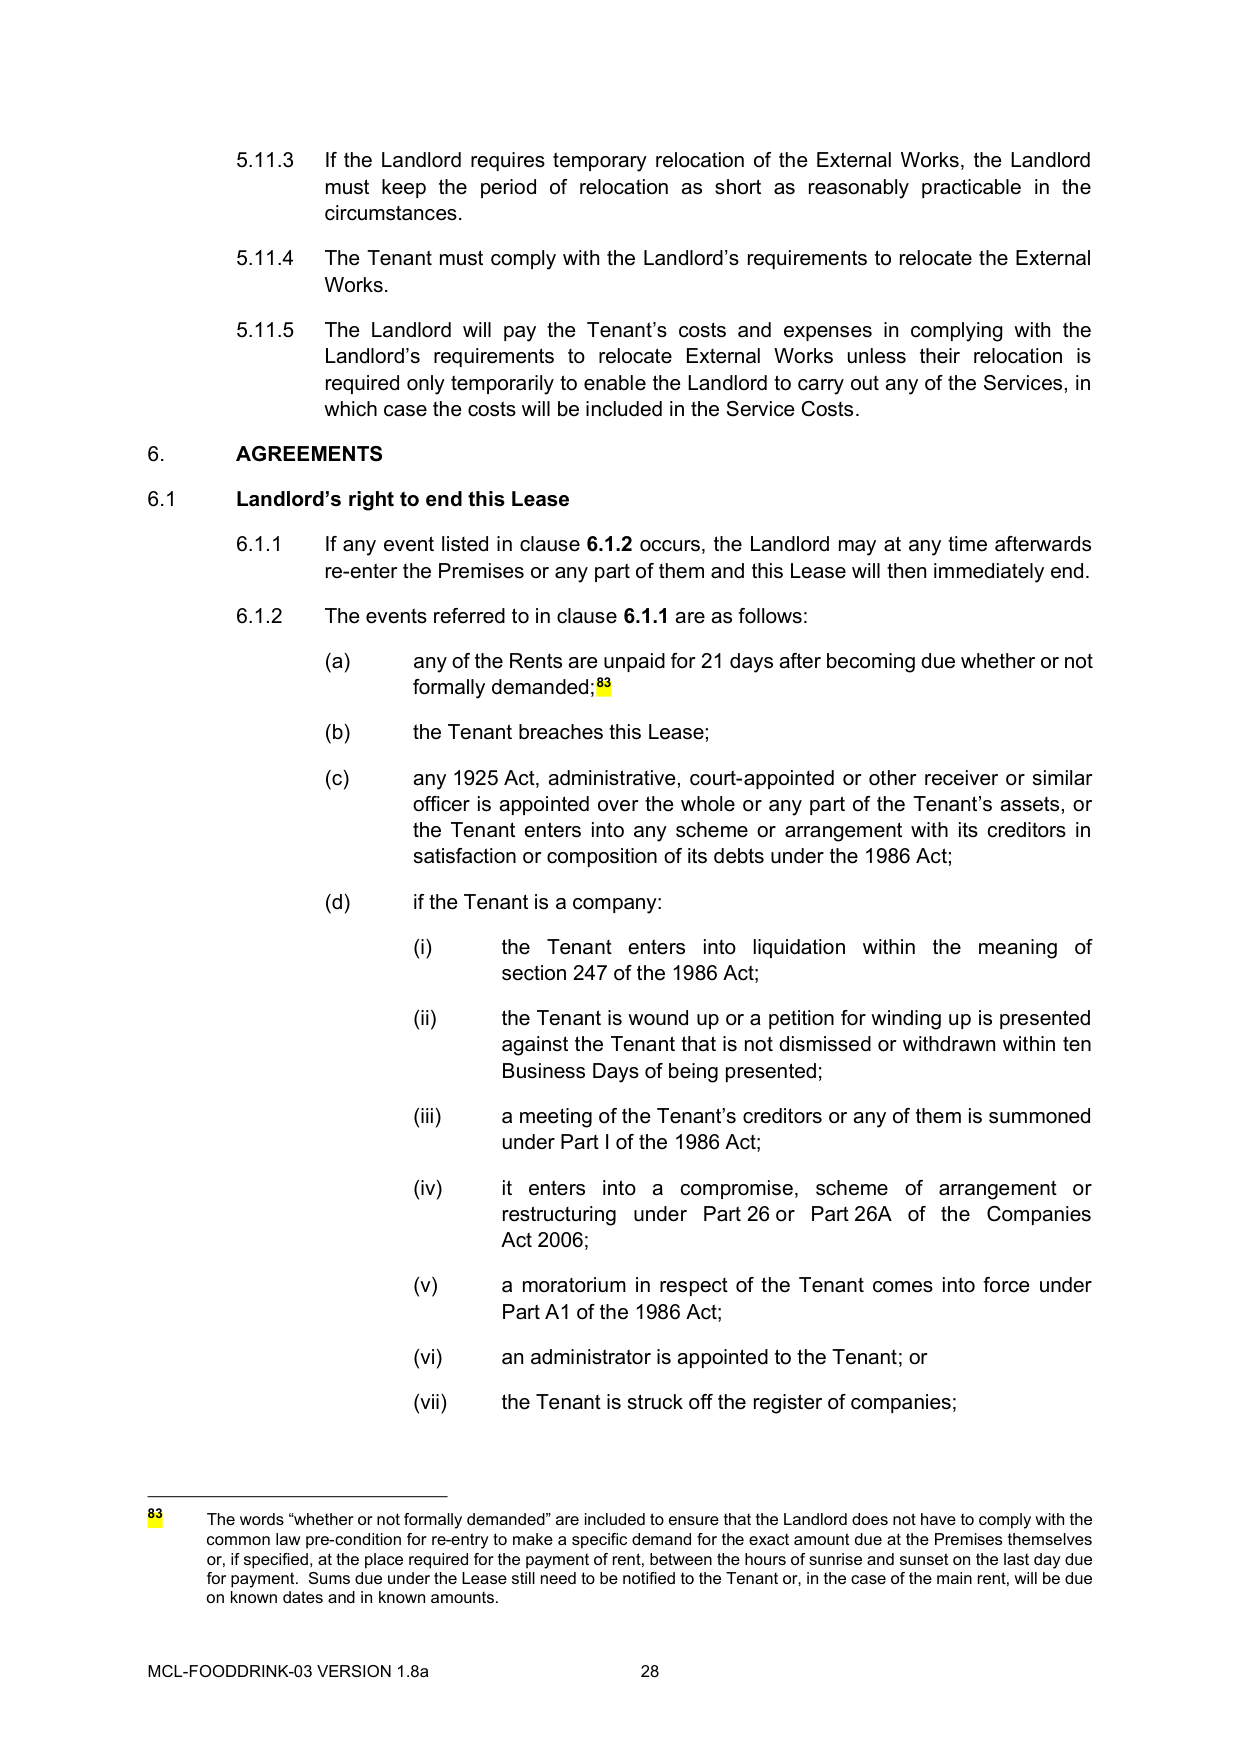 5.11.3 If the Landlord requires temporary relocation of the External Works, the Landlord
must keep the period of relocation as short as reasonably practicable in the
circumstances.
5.11.4 The Tenant must comply with the Landlord’s requirements to relocate the External
Works.
5.11.5 The Landlord will pay the Tenant’s costs and expenses in complying with the
Landlord’s requirements to relocate External Works unless their relocation is
required only temporarily to enable the Landlord to carry out any of the Services, in
which case the costs will be included in the Service Costs.
6. AGREEMENTS
6.1 Landlord’s right to end this Lease
6.1.1 If any event listed in clause 6.1.2 occurs, the Landlord may at any time afterwards
re-enter the Premises or any part of them and this Lease will then immediately end.
6.1.2 The events referred to in clause 6.1.1 are as follows:
(a) any of the Rents are unpaid for 21 days after becoming due whether or not
formally demanded;83
(b) the Tenant breaches this Lease;
(c) any 1925 Act, administrative, court-appointed or other receiver or similar
officer is appointed over the whole or any part of the Tenant’s assets, or
the Tenant enters into any scheme or arrangement with its creditors in
satisfaction or composition of its debts under the 1986 Act;
(d) if the Tenant is a company:
(i) the Tenant enters into liquidation within the meaning of
section 247 of the 1986 Act;
(ii) the Tenant is wound up or a petition for winding up is presented
against the Tenant that is not dismissed or withdrawn within ten
Business Days of being presented;
(iii) a meeting of the Tenant’s creditors or any of them is summoned
under Part I of the 1986 Act;
(iv) it enters into a compromise, scheme of arrangement or
restructuring under Part 26 or Part 26A of the Companies
Act 2006;
(v) a moratorium in respect of the Tenant comes into force under
Part A1 of the 1986 Act;
(vi) an administrator is appointed to the Tenant; or
(vii) the Tenant is struck off the register of companies;
83 The words “whether or not formally demanded” are included to ensure that the Landlord does not have to comply with the
common law pre-condition for re-entry to make a specific demand for the exact amount due at the Premises themselves
or, if specified, at the place required for the payment of rent, between the hours of sunrise and sunset on the last day due
for payment. Sums due under the Lease still need to be notified to the Tenant or, in the case of the main rent, will be due
on known dates and in known amounts.
MCL-FOODDRINK-03 VERSION 1.8a 28